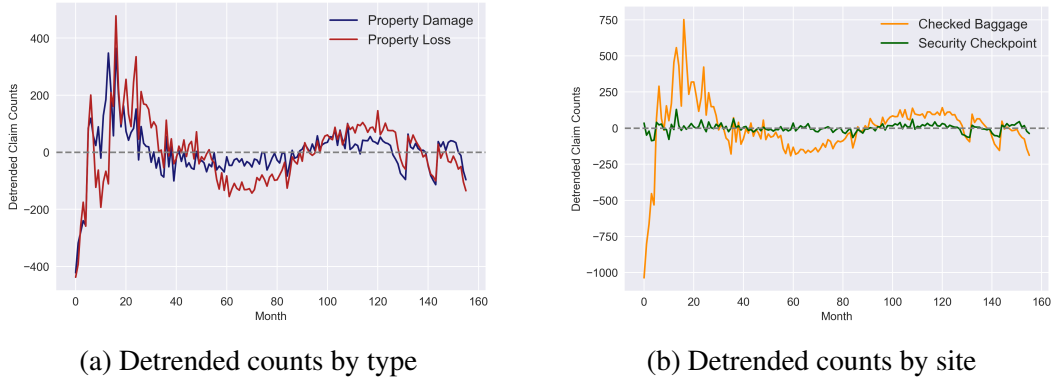 Property Damage
Property Loss
400
200
0
−200
−400
Detrended Claim Counts
0 20 40 60 80 100 120 140 160
Month
(a) Detrended counts by type
Checked Baggage
Security Checkpoint
750
500
250
0
−250
−500
−750
−1000
Detrended Claim Counts
0 20 40 60 80 100 120 140 160
Month
(b) Detrended counts by site